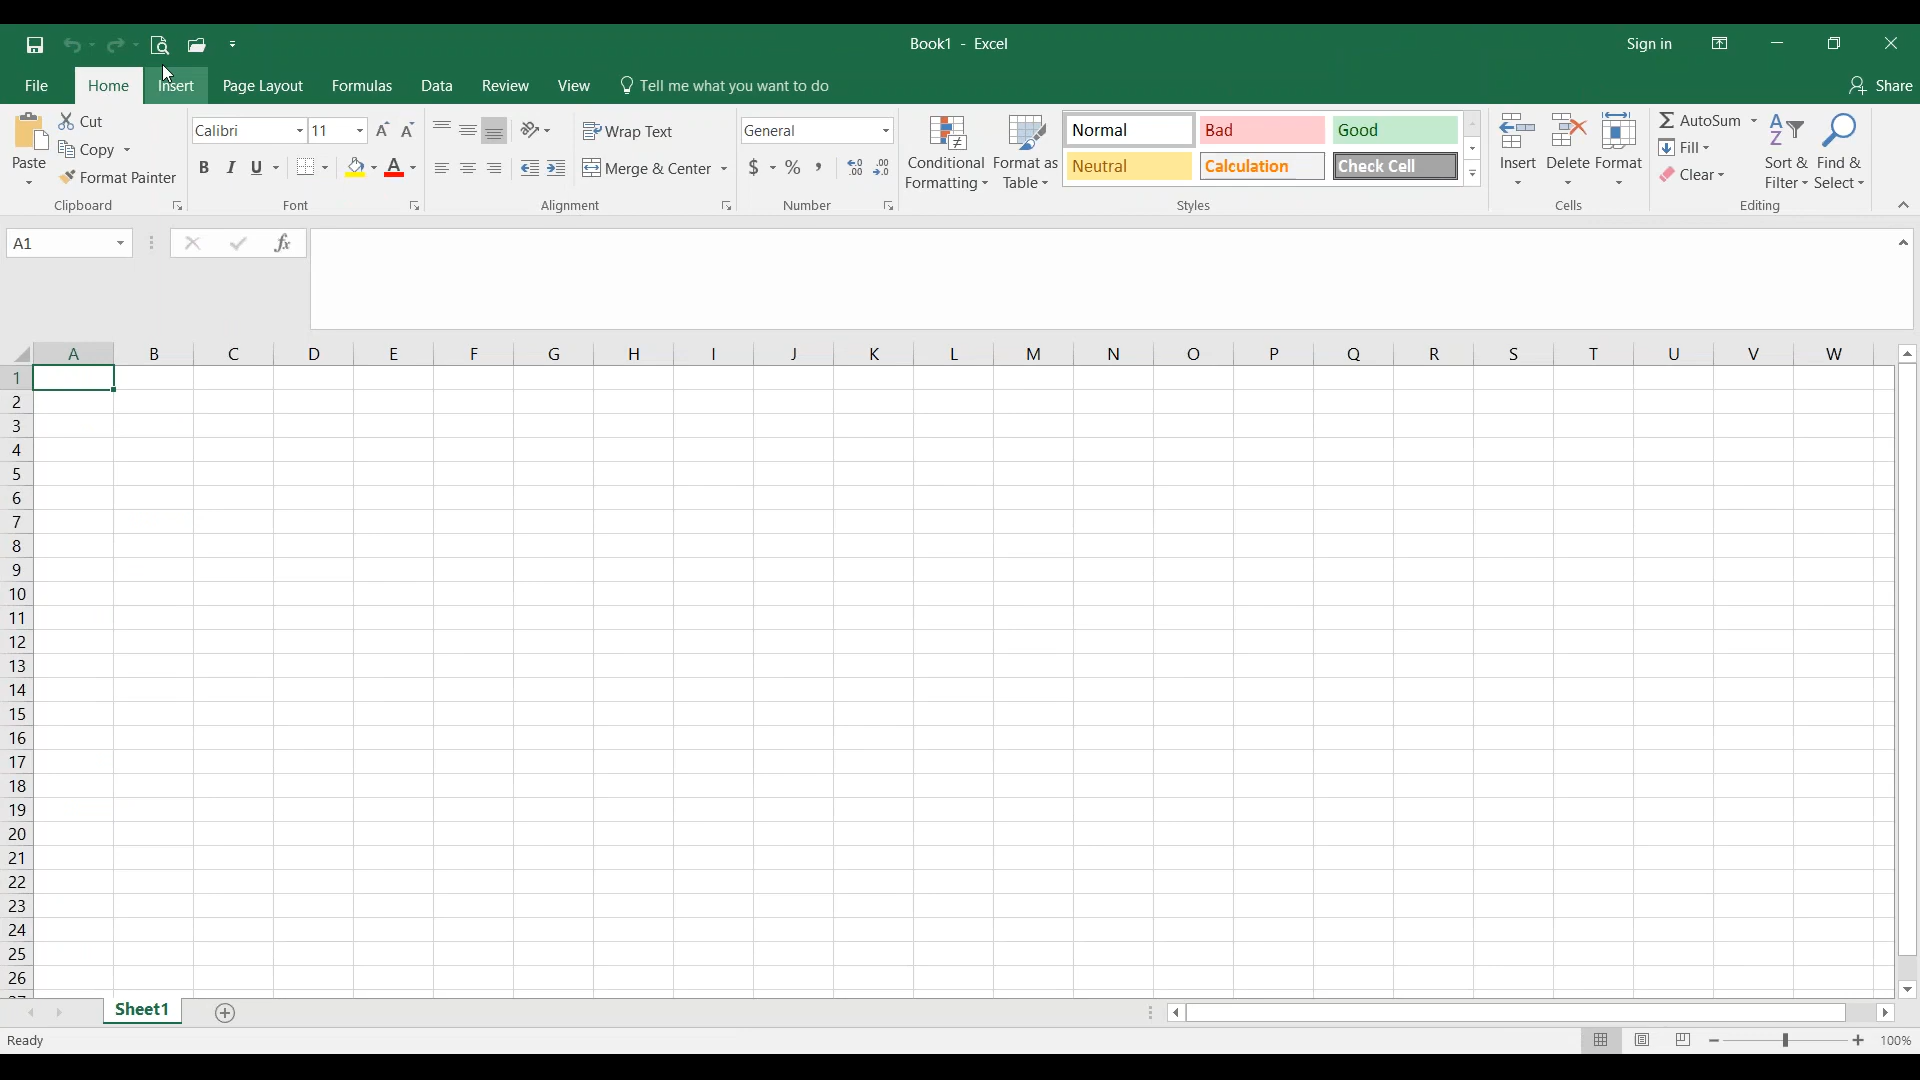 Book1 - Excel
Sign in
File Home Insert Page Layout Formulas Data Review View Tell me what you want to do Share
Paste
Cut
Copy
Format Painter
Clipboard
Calibri 11
B I U A
Font
Wrap Text
Merge & Center
Alignment
General
$ % ,
Number
Conditional Formatting
Format as Table
Normal Bad Good
Neutral Calculation Check Cell
Styles
Insert Delete Format
Cells
AutoSum
Fill
Clear
Sort & Filter
Find & Select
Editing
A1 fx
A B C D E F G H I J K L M N O P Q R S T U V W
1
2
3
4
5
6
7
8
9
10
11
12
13
14
15
16
17
18
19
20
21
22
23
24
25
26
Sheet1
Ready 100%